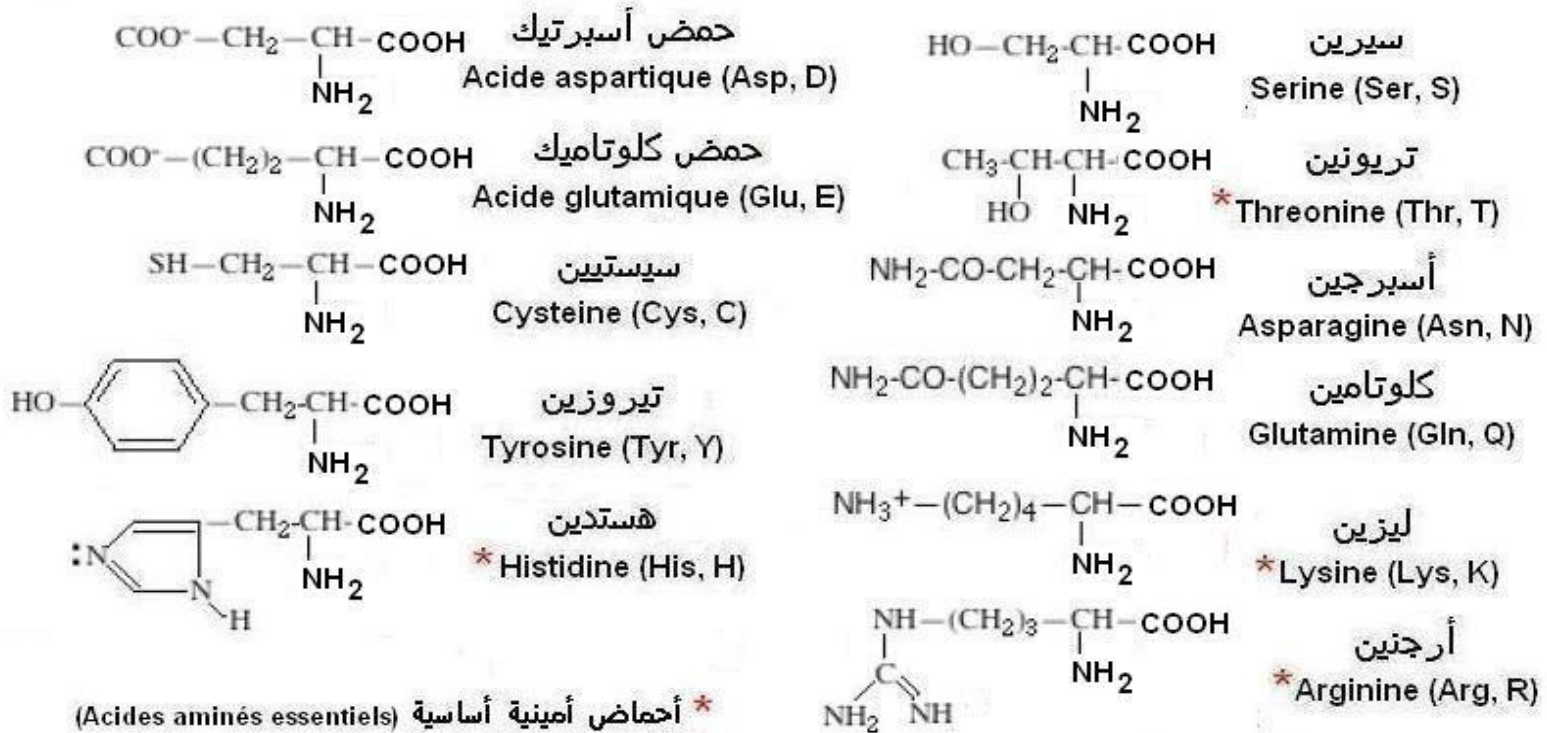 COO⁻—CH₂—CH-COOH
NH₂
حمض أسبرتيك
Acide aspartique (Asp, D)
COO⁻—(CH₂)₂—CH—COOH
NH₂
حمض كلوتاميك
Acide glutamique (Glu, E)
SH—CH₂—CH—COOH
NH₂
سيستيين
Cysteine (Cys, C)
HO
—CH₂-CH-COOH
NH₂
تيروزين
Tyrosine (Tyr, Y)
—CH₂-CH-COOH
NH₂
:N
N
H
هستدين
*Histidine (His, H)
HO—CH₂-CH-COOH
NH₂
سيرين
Serine (Ser, S)
CH₃-CH-CH-COOH
HO NH₂
تريونين
*Threonine (Thr, T)
NH₂-CO-CH₂-CH-COOH
NH₂
أسبرجين
Asparagine (Asn, N)
NH₂-CO-(CH₂)₂-CH-COOH
NH₂
كلوتامين
Glutamine (Gln, Q)
NH₃⁺—(CH₂)₄—CH—COOH
NH₂
ليزين
*Lysine (Lys, K)
NH—(CH₂)₃—CH—COOH
NH₂
C
NH₂ NH
أرجنين
*Arginine (Arg, R)
* أحماض أمينية أساسية (Acides aminés essentiels)